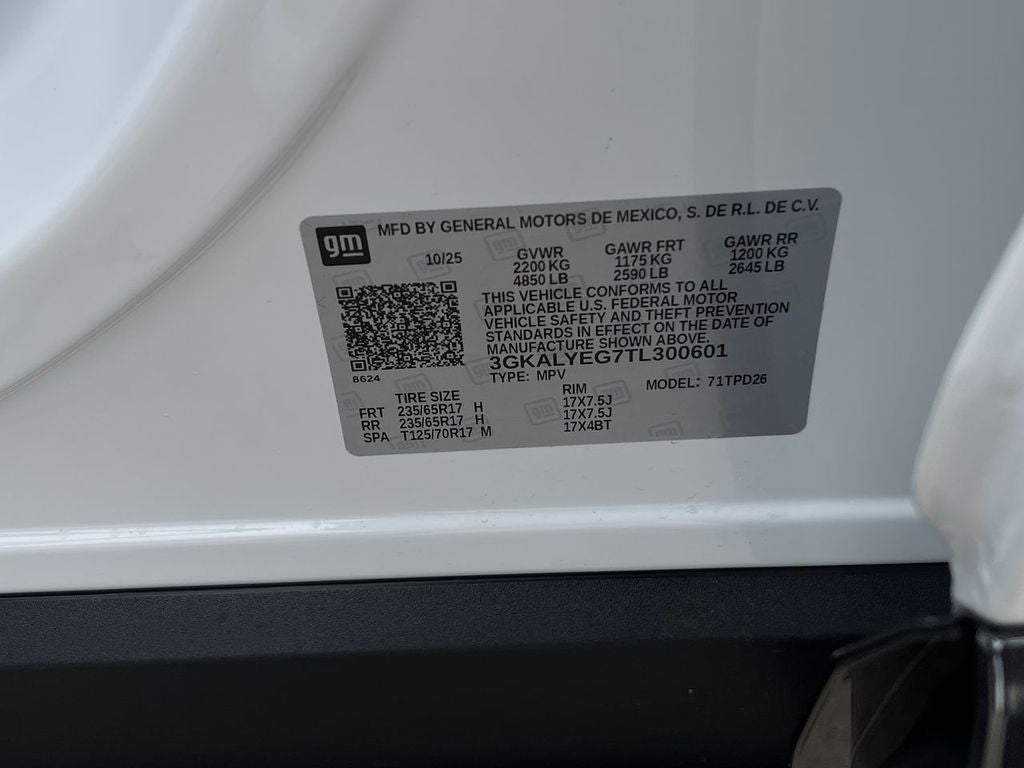 gm
MFD BY GENERAL MOTORS DE MEXICO, S. DE R.L. DE C.V.
10/25 GVWR GAWR FRT GAWR RR
2200 KG 1175 KG 1200 KG
4850 LB 2590 LB 2645 LB
THIS VEHICLE CONFORMS TO ALL
APPLICABLE U.S. FEDERAL MOTOR
VEHICLE SAFETY AND THEFT PREVENTION
STANDARDS IN EFFECT ON THE DATE OF
MANUFACTURE SHOWN ABOVE.
3GKALYEG7TL300601
8624
TYPE: MPV MODEL: 71TPD26
TIRE SIZE RIM
FRT 235/65R17 H 17X7.5J
RR 235/65R17 H 17X7.5J
SPA T125/70R17 M 17X4BT